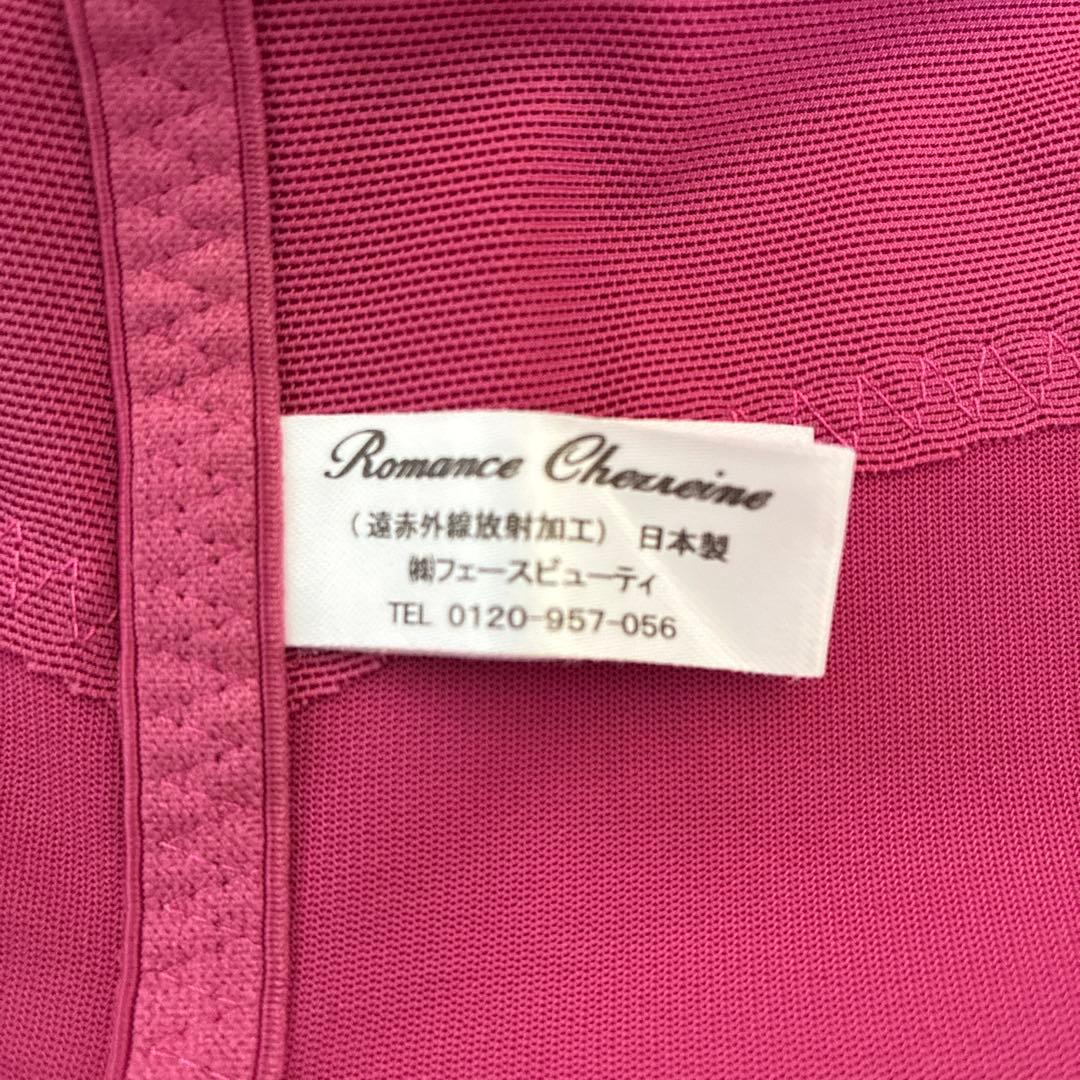 Romance Chezreine
(遠赤外線放射加工) 日本製
㈱フェースビューティ
TEL 0120-957-056